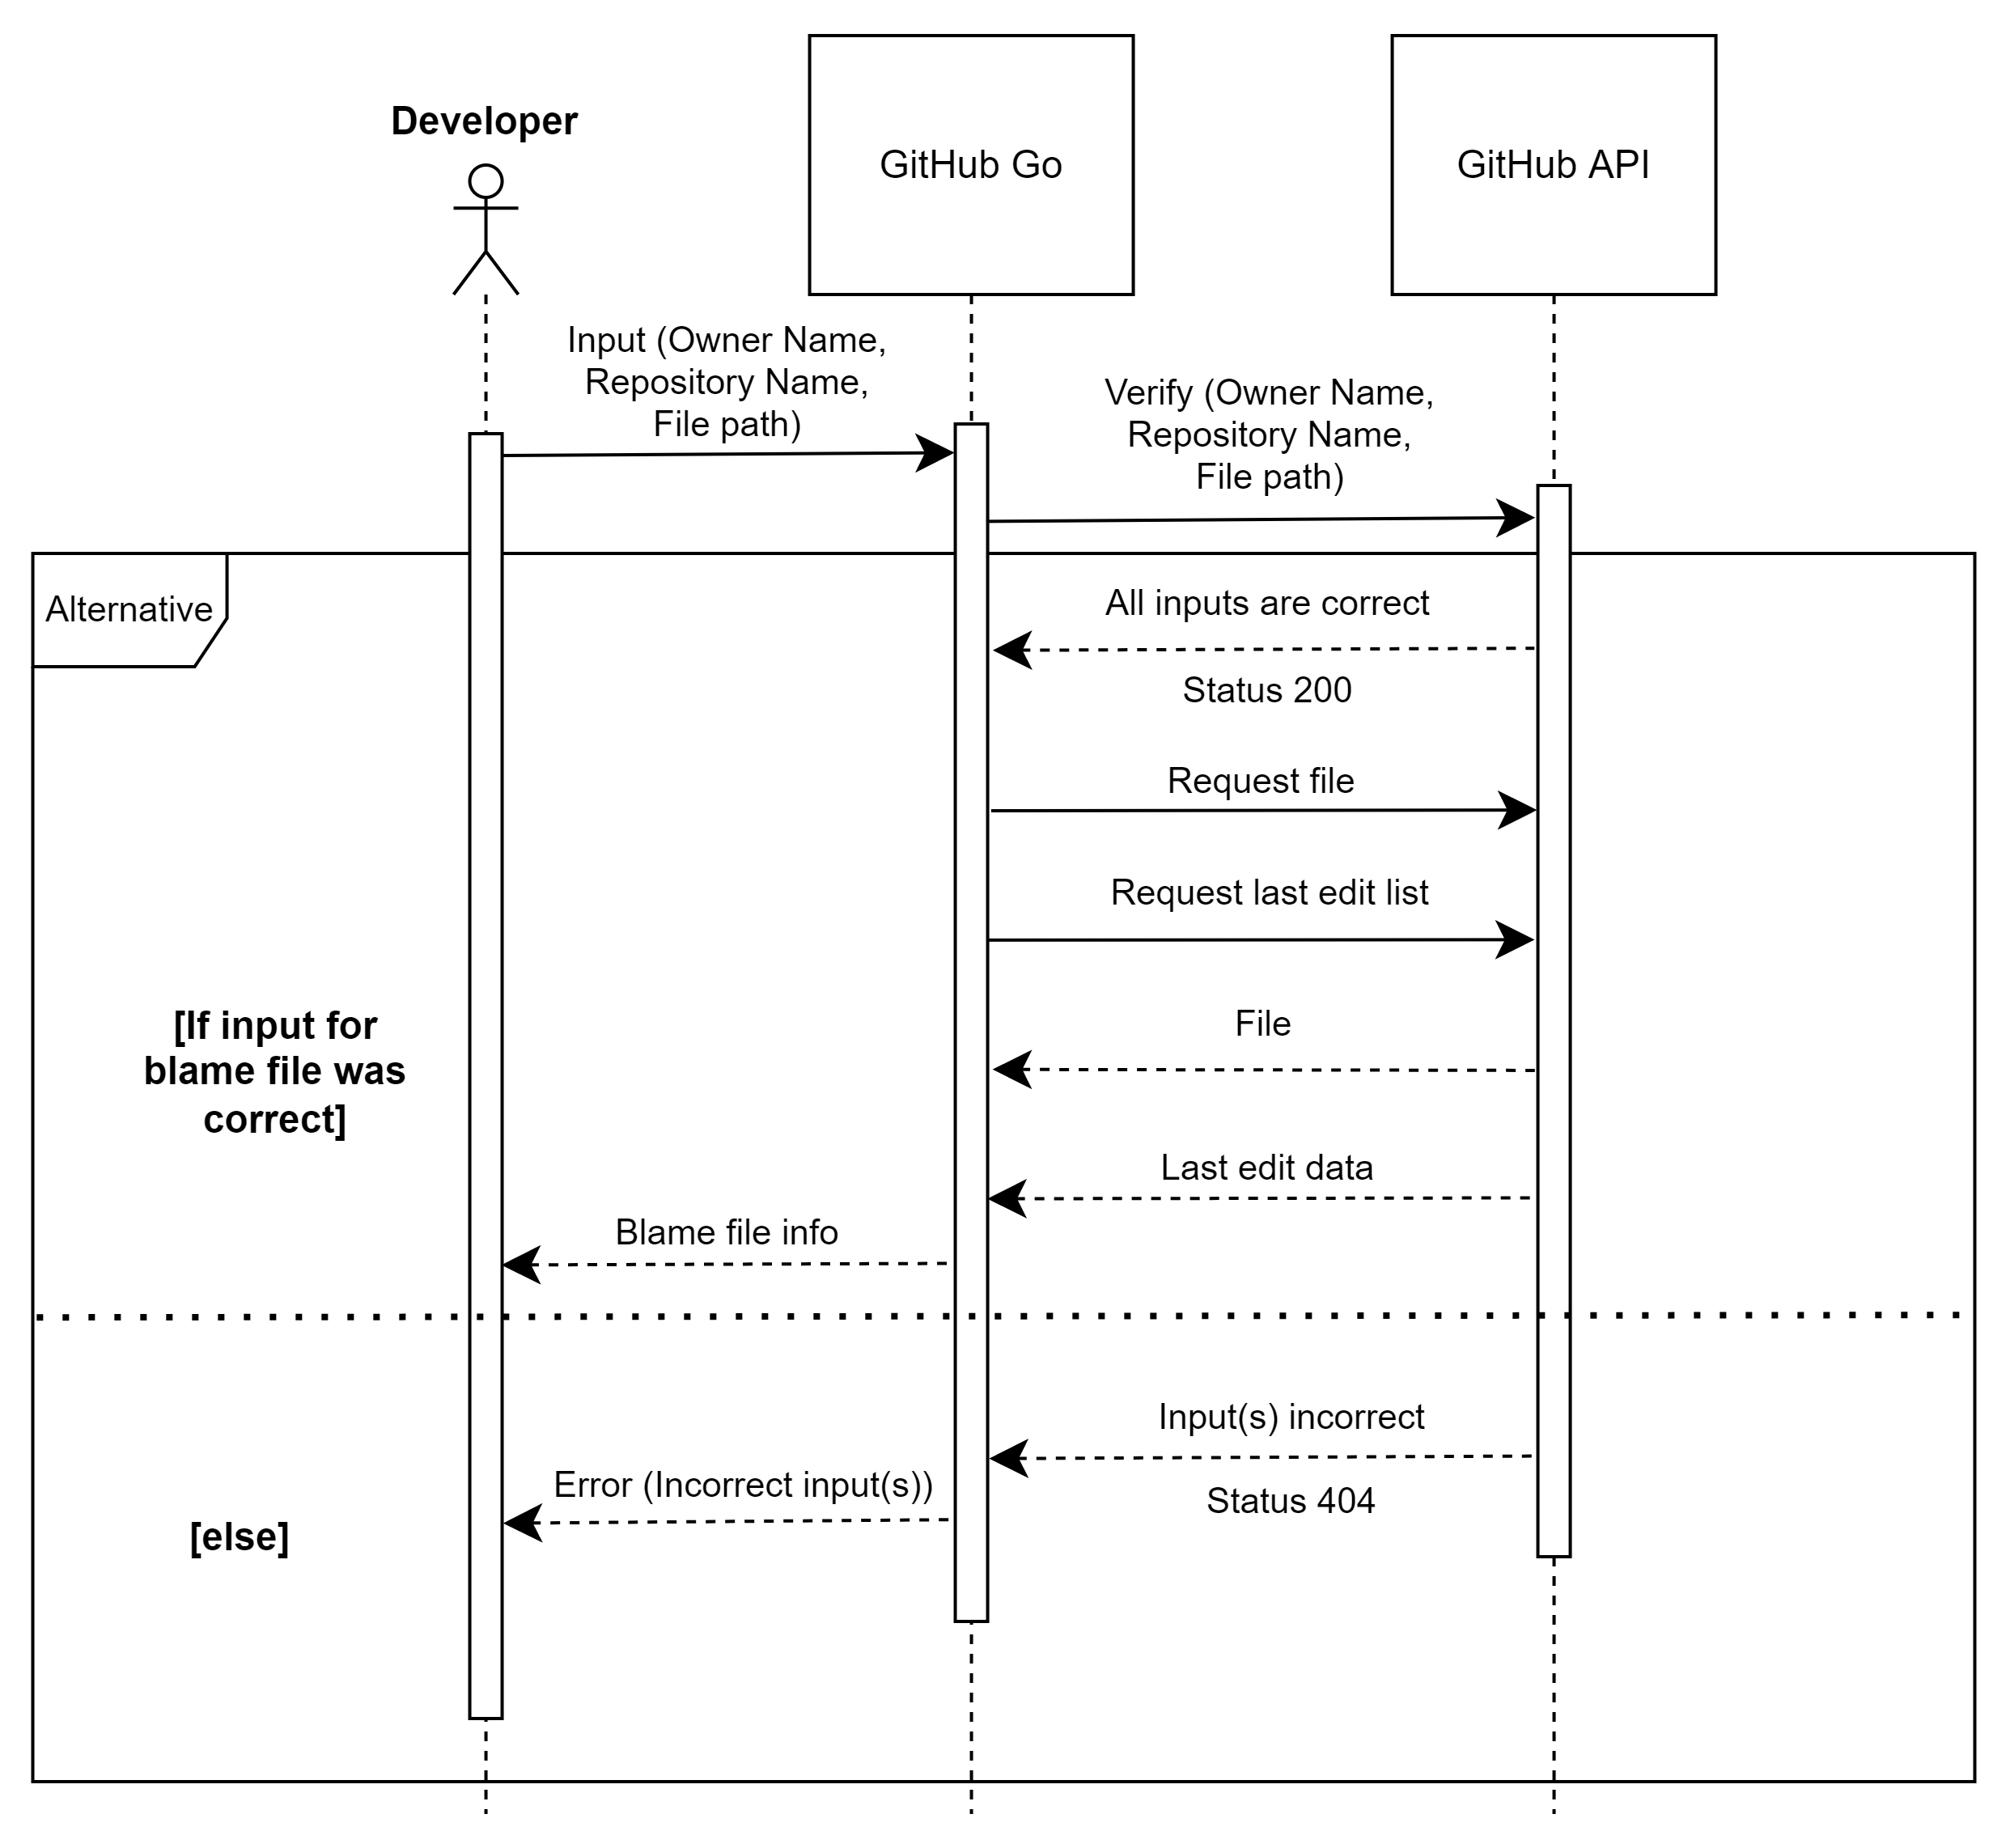 Developer
GitHub Go
GitHub API
Input (Owner Name,
Repository Name,
File path)
Verify (Owner Name,
Repository Name,
File path)
Alternative
All inputs are correct
Status 200
Request file
Request last edit list
[If input for
blame file was
correct]
File
Last edit data
Blame file info
Input(s) incorrect
Error (Incorrect input(s))
Status 404
[else]